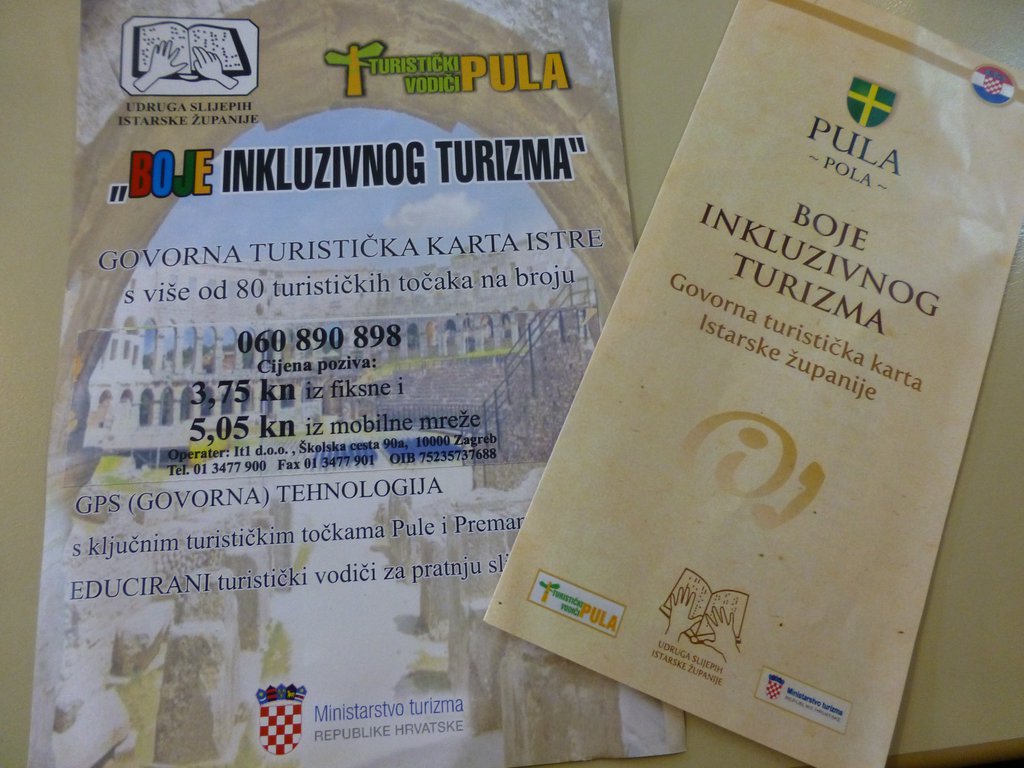 UDRUGA SLIJEPIH
ISTARSKE ŽUPANIJE
TURISTIČKI
VODIČI PULA
„BOJE INKLUZIVNOG TURIZMA"
GOVORNA TURISTIČKA KARTA ISTRE
s više od 80 turističkih točaka na broju
060 890 898
Cijena poziva:
3,75 kn iz fiksne i
5,05 kn iz mobilne mreže
Operater: It1 d.o.o. , Školska cesta 90a, 10000 Zagreb
Tel. 01 3477 900 Fax 01 3477 901 OIB 75235737688
GPS (GOVORNA) TEHNOLOGIJA
s ključnim turističkim točkama Pule i
EDUCIRANI turistički vodiči za pratnju
Ministarstvo turizma
REPUBLIKE HRVATSKE
PULA
~ POLA ~
BOJE
INKLUZIVNOG
TURIZMA
Govorna turistička karta
Istarske županije
TURISTIČKI
VODIČI PULA
UDRUGA SLIJEPIH
ISTARSKE ŽUPANIJE
Ministarstvo turizma
REPUBLIKE HRVATSKE